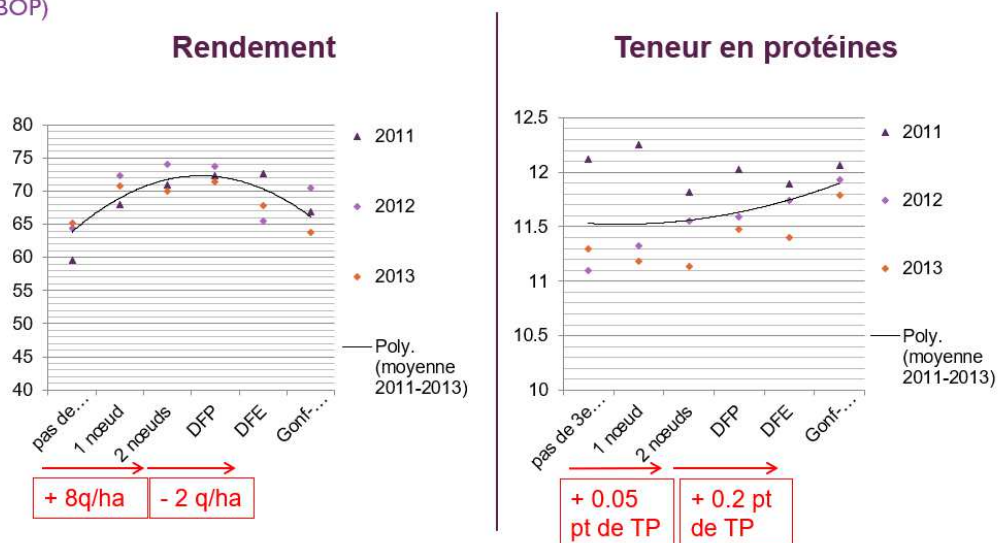 BOP)
Rendement
80
75
70
65
60
55
50
45
40
pas de...
1 nœud
2 nœuds
DFP
DFE
Gonf-...
2011
2012
2013
Poly.
(moyenne
2011-2013)
+ 8q/ha
- 2 q/ha
Teneur en protéines
12.5
12
11.5
11
10.5
10
pas de 3e...
1 nœud
2 nœuds
DFP
DFE
Gonf-...
2011
2012
2013
Poly.
(moyenne
2011-2013)
+ 0.05
pt de TP
+ 0.2 pt
de TP